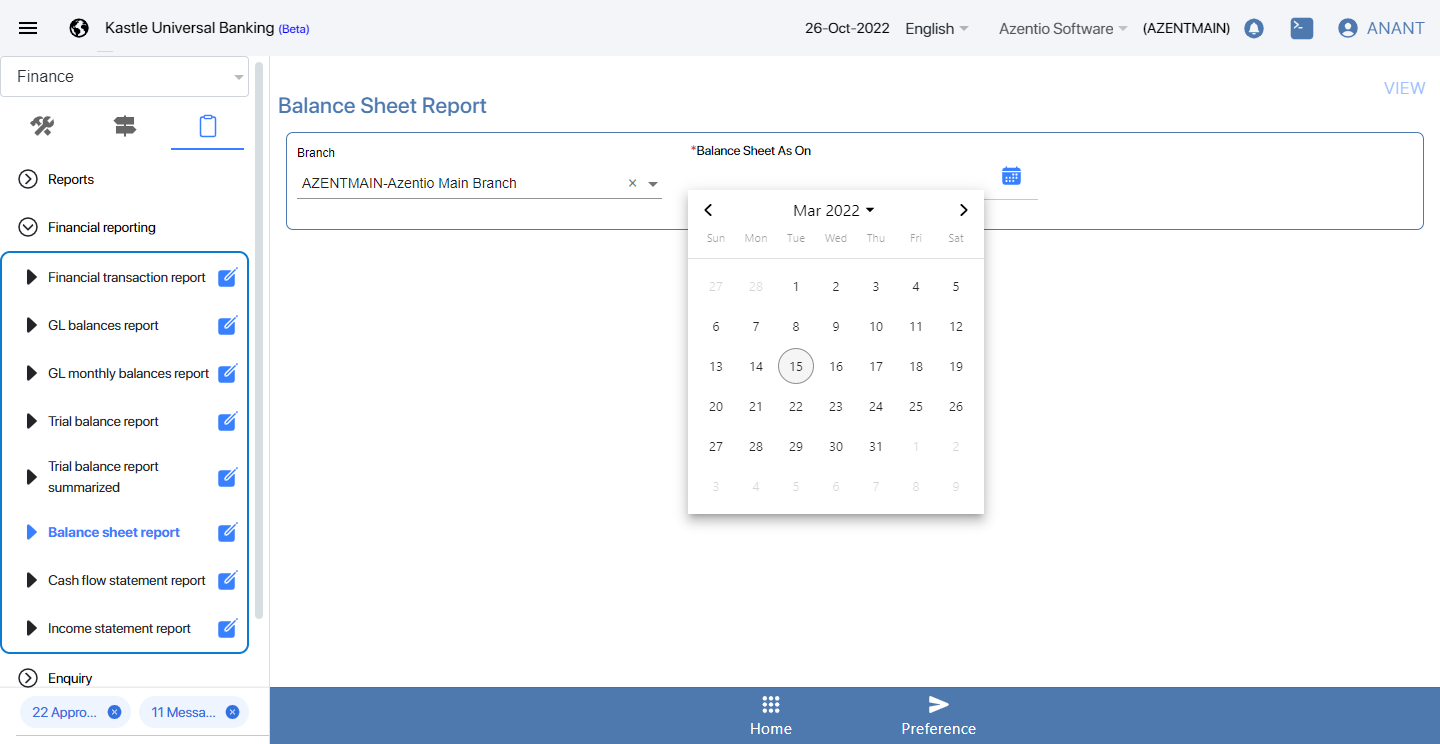 Kastle Universal Banking (Beta)
26-Oct-2022 English Azentio Software (AZENTMAIN) ANANT
Finance
Reports
Financial reporting
Financial transaction report
GL balances report
GL monthly balances report
Trial balance report
Trial balance report
summarized
Balance sheet report
Cash flow statement report
Income statement report
Enquiry
22 Appro... 11 Messa...
VIEW
Balance Sheet Report
Branch
AZENTMAIN-Azentio Main Branch
*Balance Sheet As On
Mar 2022
Sun Mon Tue Wed Thu Fri Sat
27 28 1 2 3 4 5
6 7 8 9 10 11 12
13 14 15 16 17 18 19
20 21 22 23 24 25 26
27 28 29 30 31 1 2
3 4 5 6 7 8 9
Home Preference